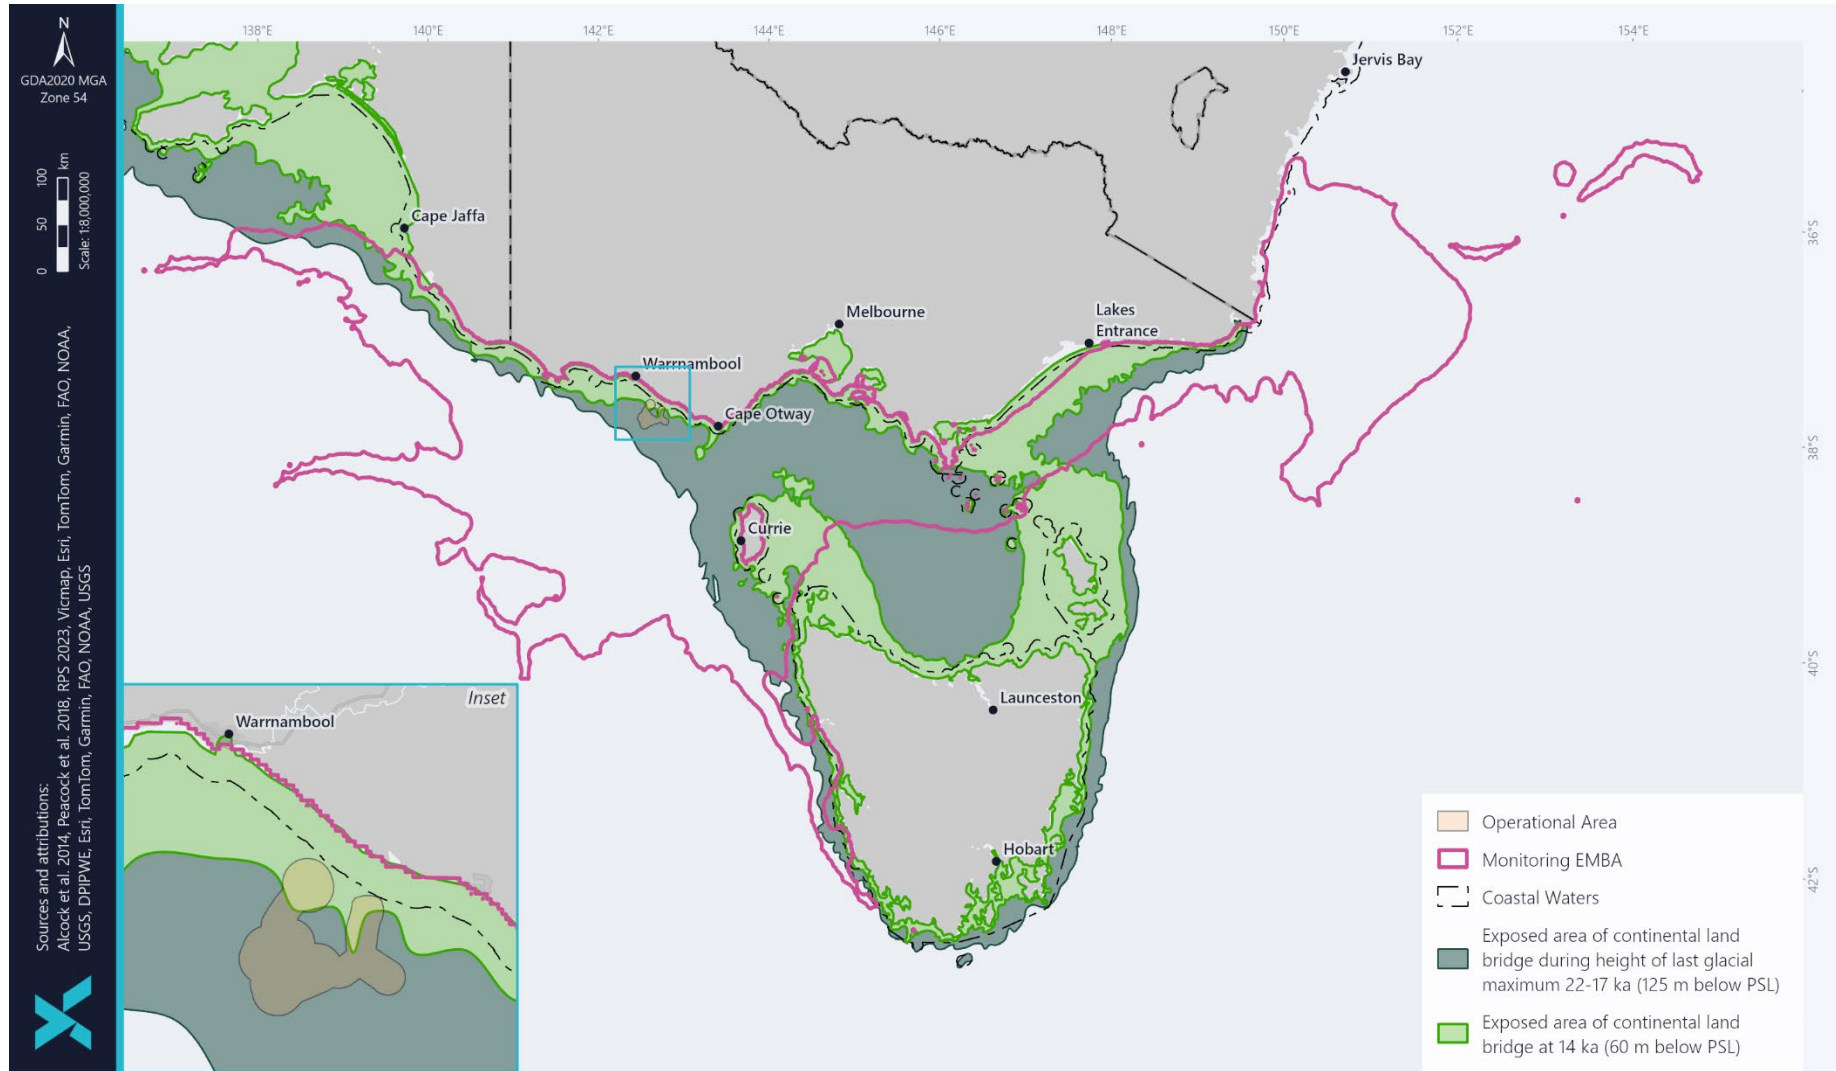 N
GDA2020 MGA
Zone 54
0 50 100 km
Scale: 1:8,000,000
Sources and attributions:
Alcock et al. 2014, Peacock et al. 2018, RPS 2023, Vicmap, Esri, TomTom, Garmin, FAO, NOAA,
USGS, DPIPWE, Esri, TomTom, Garmin, FAO, NOAA, USGS
138°E 140°E 142°E 144°E 146°E 148°E 150°E 152°E 154°E
36°S
38°S
40°S
42°S
Jervis Bay
Cape Jaffa
Melbourne
Lakes
Entrance
Warrnambool
Cape Otway
Currie
Launceston
Hobart
Inset
Warrnambool
Operational Area
Monitoring EMBA
Coastal Waters
Exposed area of continental land
bridge during height of last glacial
maximum 22-17 ka (125 m below PSL)
Exposed area of continental land
bridge at 14 ka (60 m below PSL)